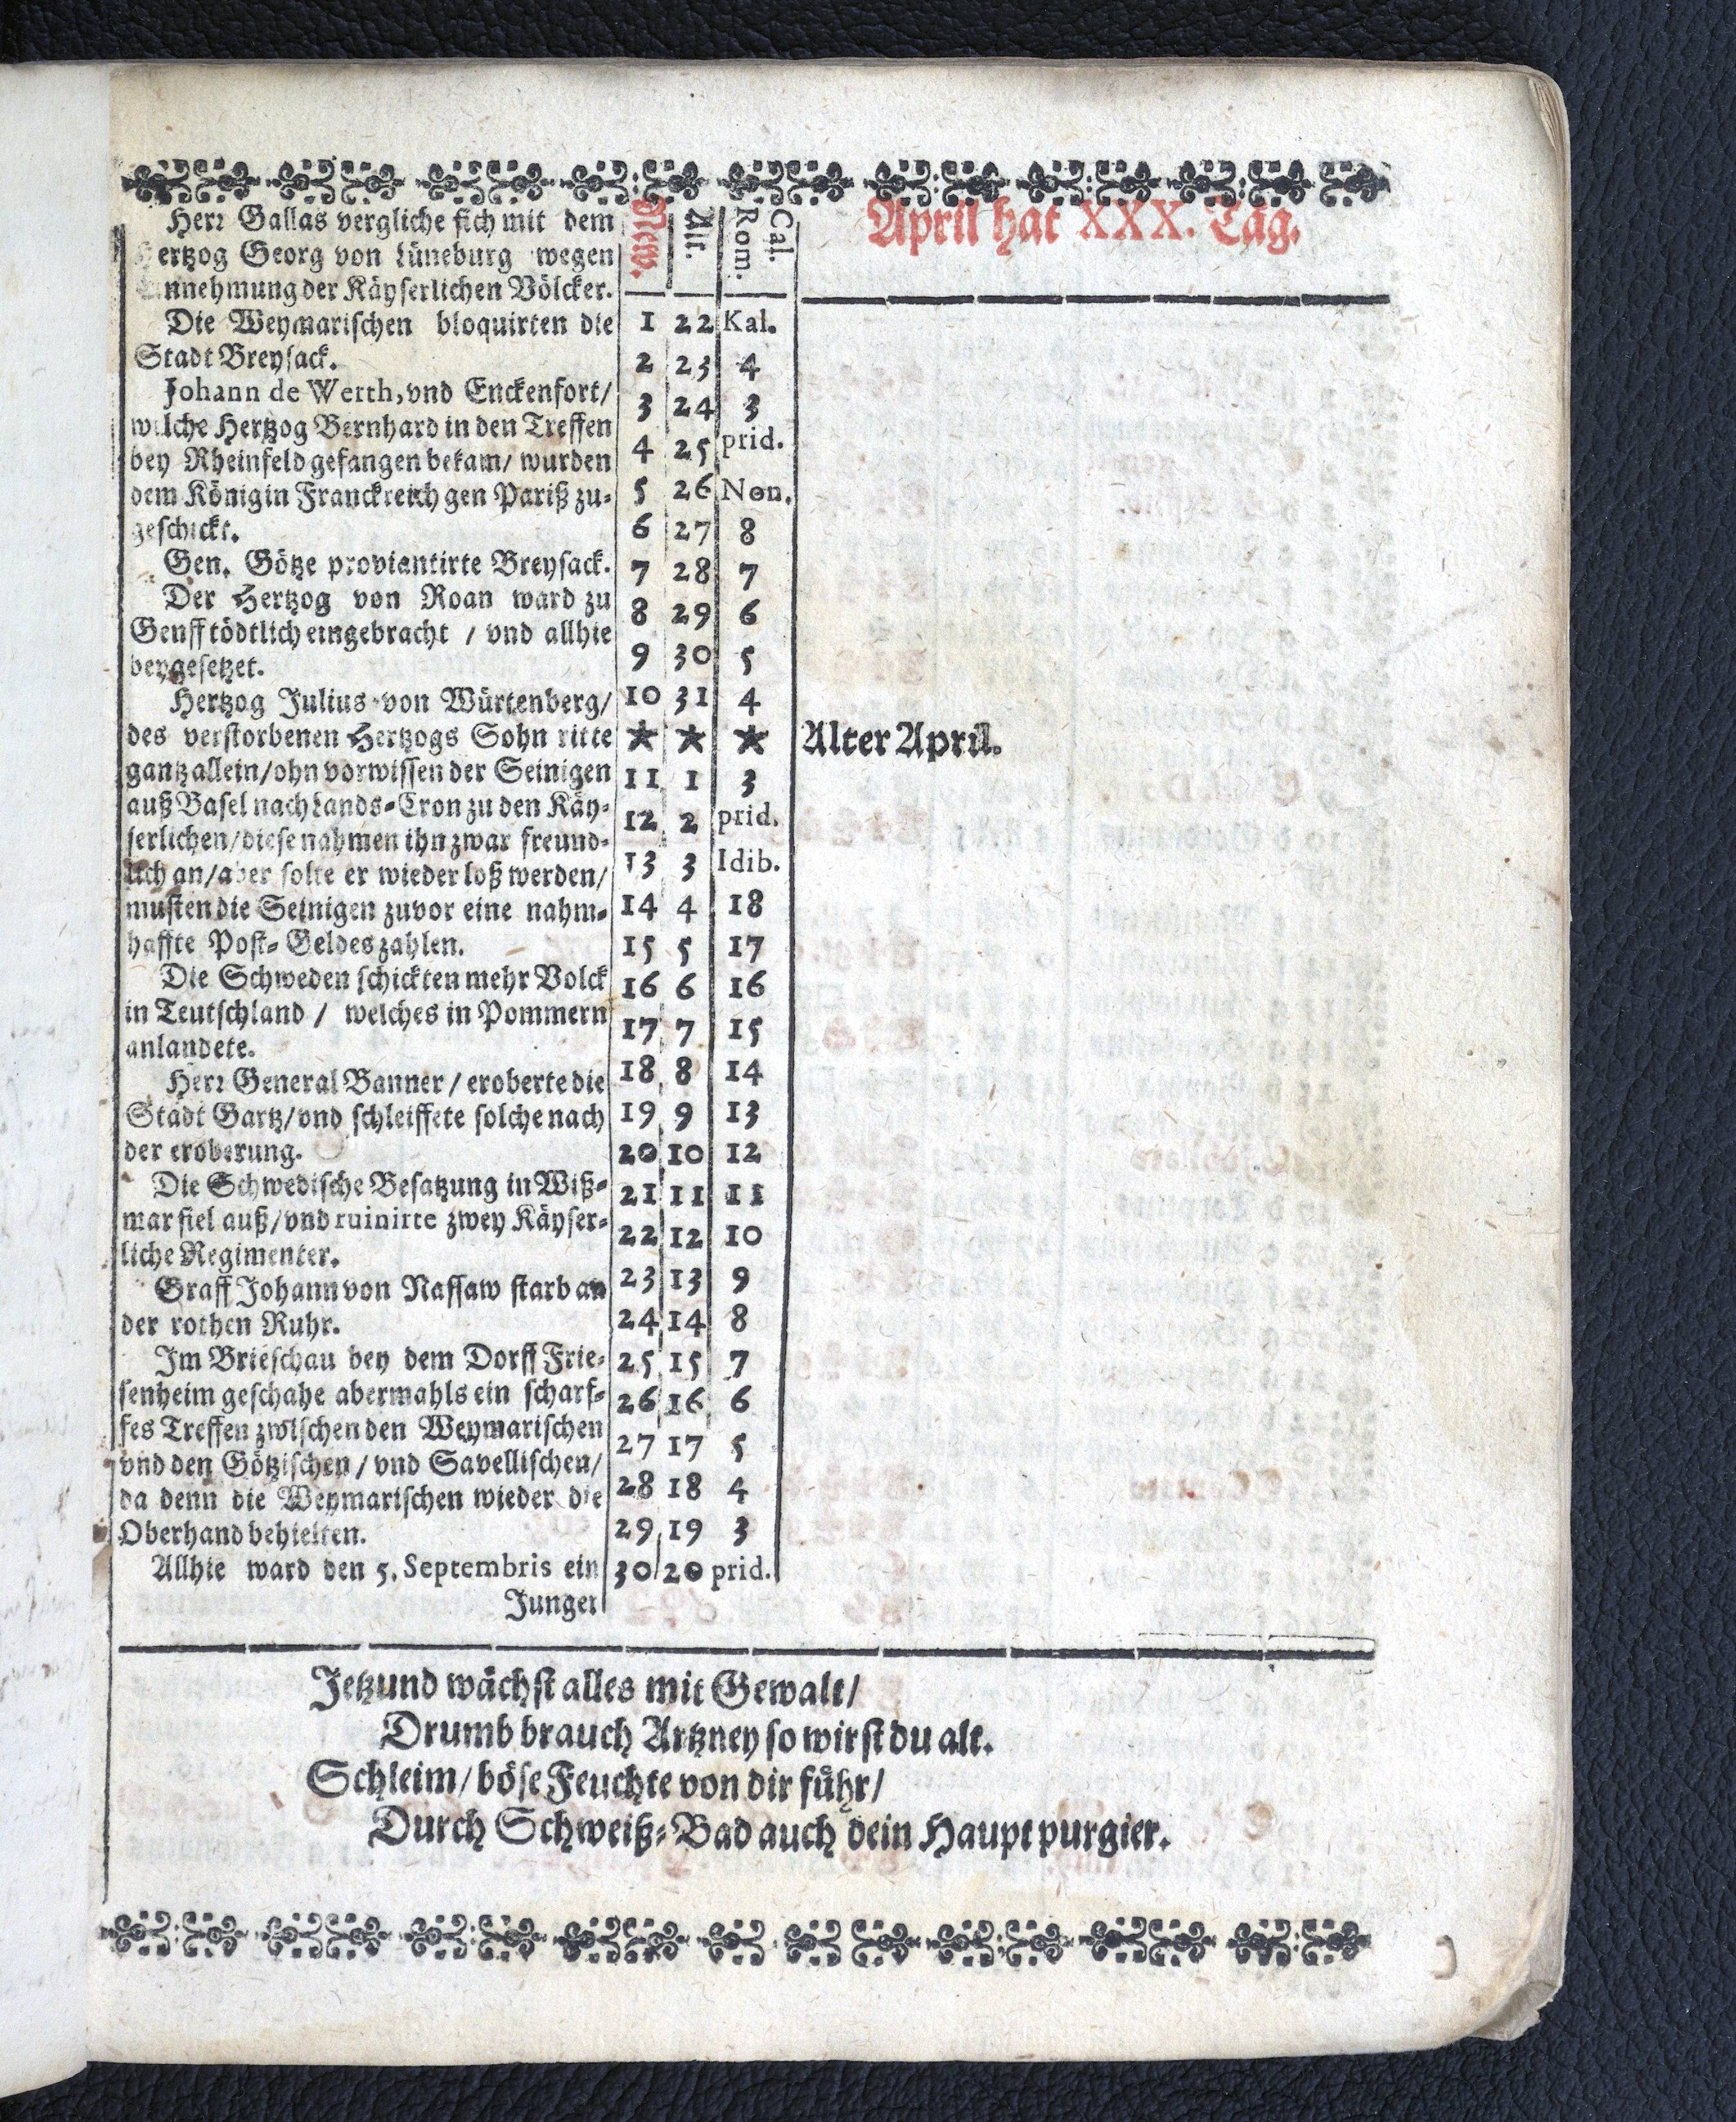 Herr Gallas vergliche sich mit dem
Hertzog Georg von Lüneburg wegen
Einnehmung der Käyserlichen Völcker.
Die Weymarischen bloquirten die
Stadt Breysack.
Johann de Werth, vnd Enckenfort/
welche Hertzog Bernhard in den Treffen
bey Rheinfeld gefangen bekam/ wurden
dem König in Franckreich gen Pariß zu-
geschickt.
Gen. Götze proviantirte Breysack.
Der Hertzog von Roan ward zu
Genff tödtlich eingebracht / vnd allhie
beygesetzet.
Hertzog Julius von Würtenberg/
des verstorbenen Hertzogs Sohn ritte
gantz allein/ohn vorwissen der Seinigen
auß Basel nach Lands-Cron zu den Käy-
serlichen/diese nahmen ihn zwar freund-
lich an/aber solte er wieder loß werden/
musten die Seinigen zuvor eine nahm-
haffte Post-Geldes zahlen.
Die Schweden schickten mehr Volck
in Teutschland / welches in Pommern
anlandete.
Herr General Banner / eroberte die
Stadt Gartz/vnd schleiffete solche nach
der eroberung.
Die Schwedische Besatzung in Wiß-
mar fiel auß/vnd ruinirte zwey Käyser-
liche Regimenter.
Graff Johann von Nassaw starb an
der rothen Ruhr.
Im Brießchau bey dem Dorff Frie-
senheim geschahe abermahls ein scharf-
fes Treffen zwischen den Weymarischen
vnd den Götzischen / vnd Savellischen/
da denn die Weymarischen wieder die
Oberhand behielten.
Allhie ward den 5. Septembris ein
Junger
New. Alt. Cal. Rom.
1 22 Kal.
2 23 4
3 24 3
4 25 prid.
5 26 Non.
6 27 8
7 28 7
8 29 6
9 30 5
10 31 4
* * * Alter April.
11 1 3
12 2 prid.
13 3 Idib.
14 4 18
15 5 17
16 6 16
17 7 15
18 8 14
19 9 13
20 10 12
21 11 11
22 12 10
23 13 9
24 14 8
25 15 7
26 16 6
27 17 5
28 18 4
29 19 3
30 20 prid.
April hat XXX. Tag.
Jetzund wächst alles mit Gewalt/
Drumb brauch Artzney so wirst du alt.
Schleim/ böse Feuchte von dir führ/
Durch Schweiß-Bad auch dein Haupt purgier.